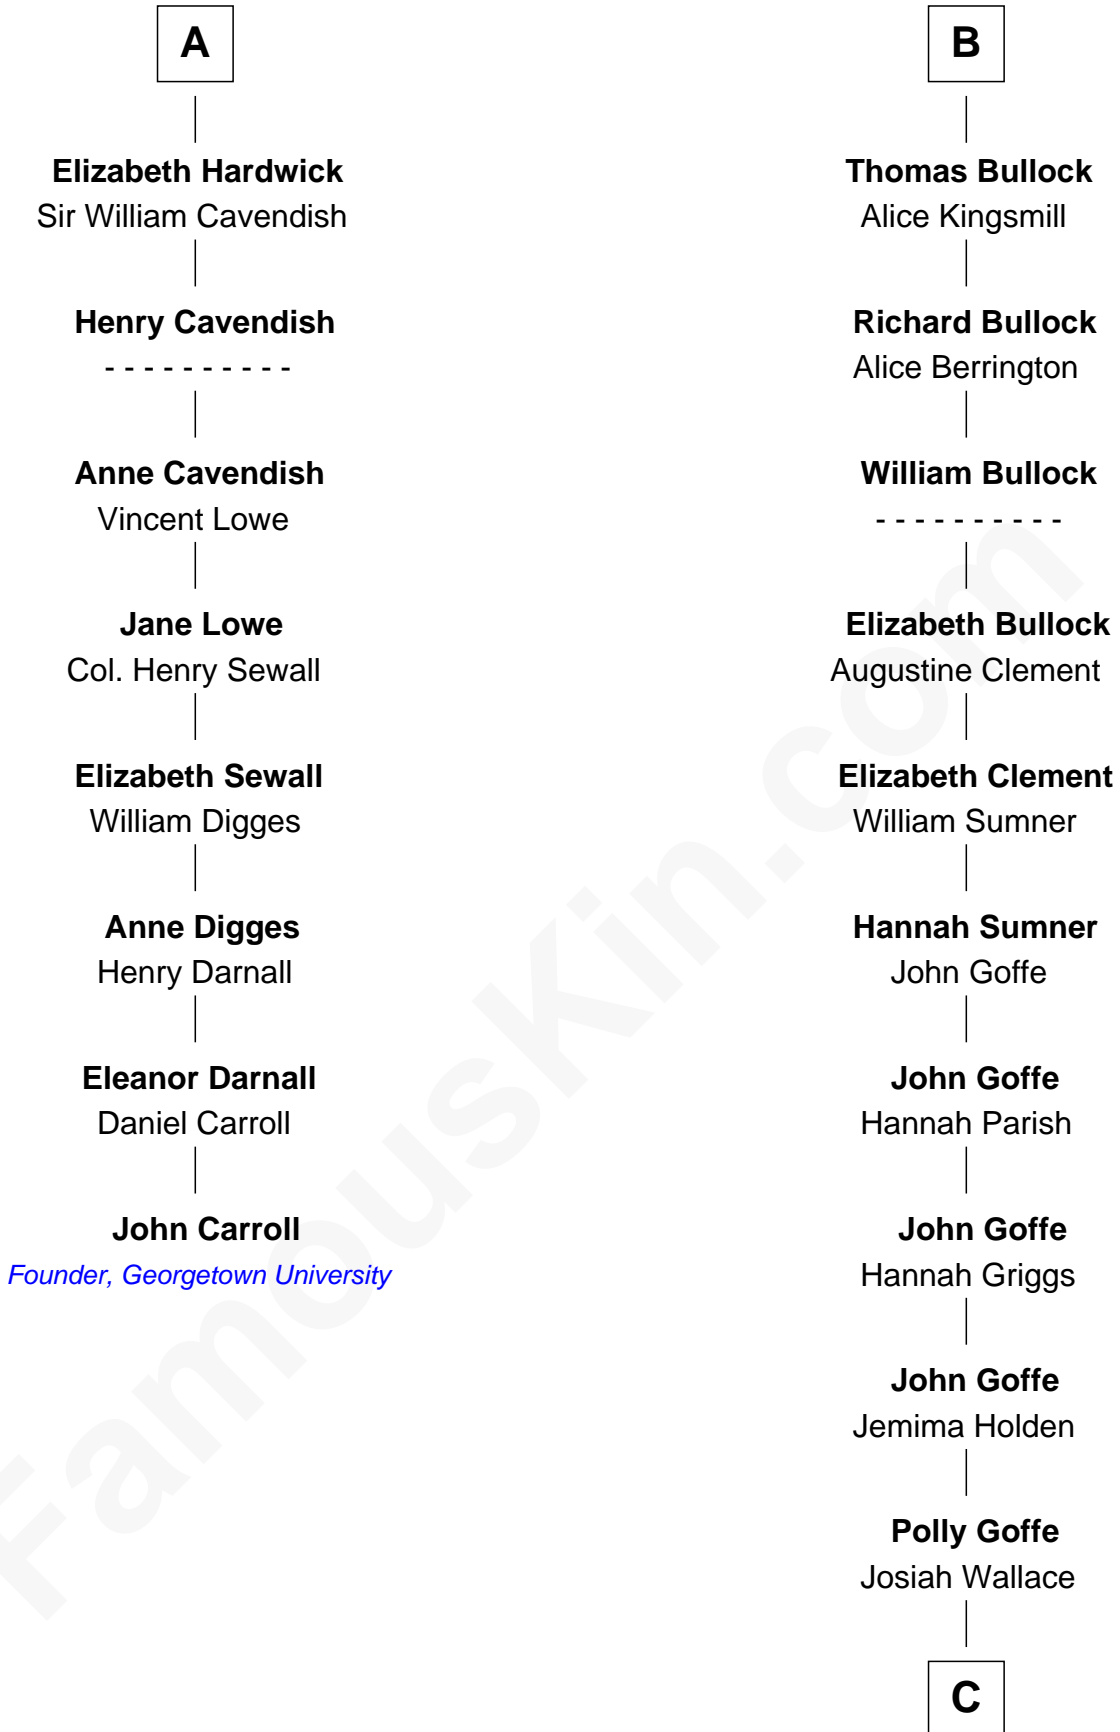 A
Elizabeth Hardwick
Sir William Cavendish
Henry Cavendish
- - - - - - - - - -
Anne Cavendish
Vincent Lowe
Jane Lowe
Col. Henry Sewall
Elizabeth Sewall
William Digges
Anne Digges
Henry Darnall
Eleanor Darnall
Daniel Carroll
John Carroll
Founder, Georgetown University
B
Thomas Bullock
Alice Kingsmill
Richard Bullock
Alice Berrington
William Bullock
- - - - - - - - - -
Elizabeth Bullock
Augustine Clement
Elizabeth Clement
William Sumner
Hannah Sumner
John Goffe
John Goffe
Hannah Parish
John Goffe
Hannah Griggs
John Goffe
Jemima Holden
Polly Goffe
Josiah Wallace
C
FamousKin.com